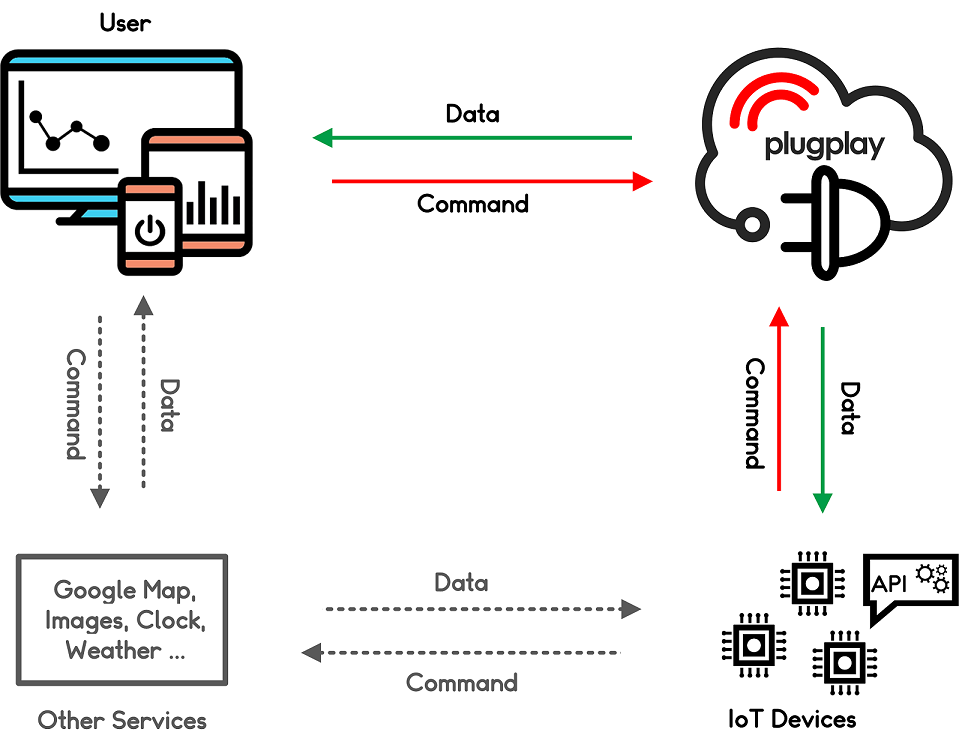 User
Data
Command
plugplay
Command
Data
Command
Data
Google Map,
Images, Clock,
Weather ...
Other Services
Data
Command
API
IoT Devices